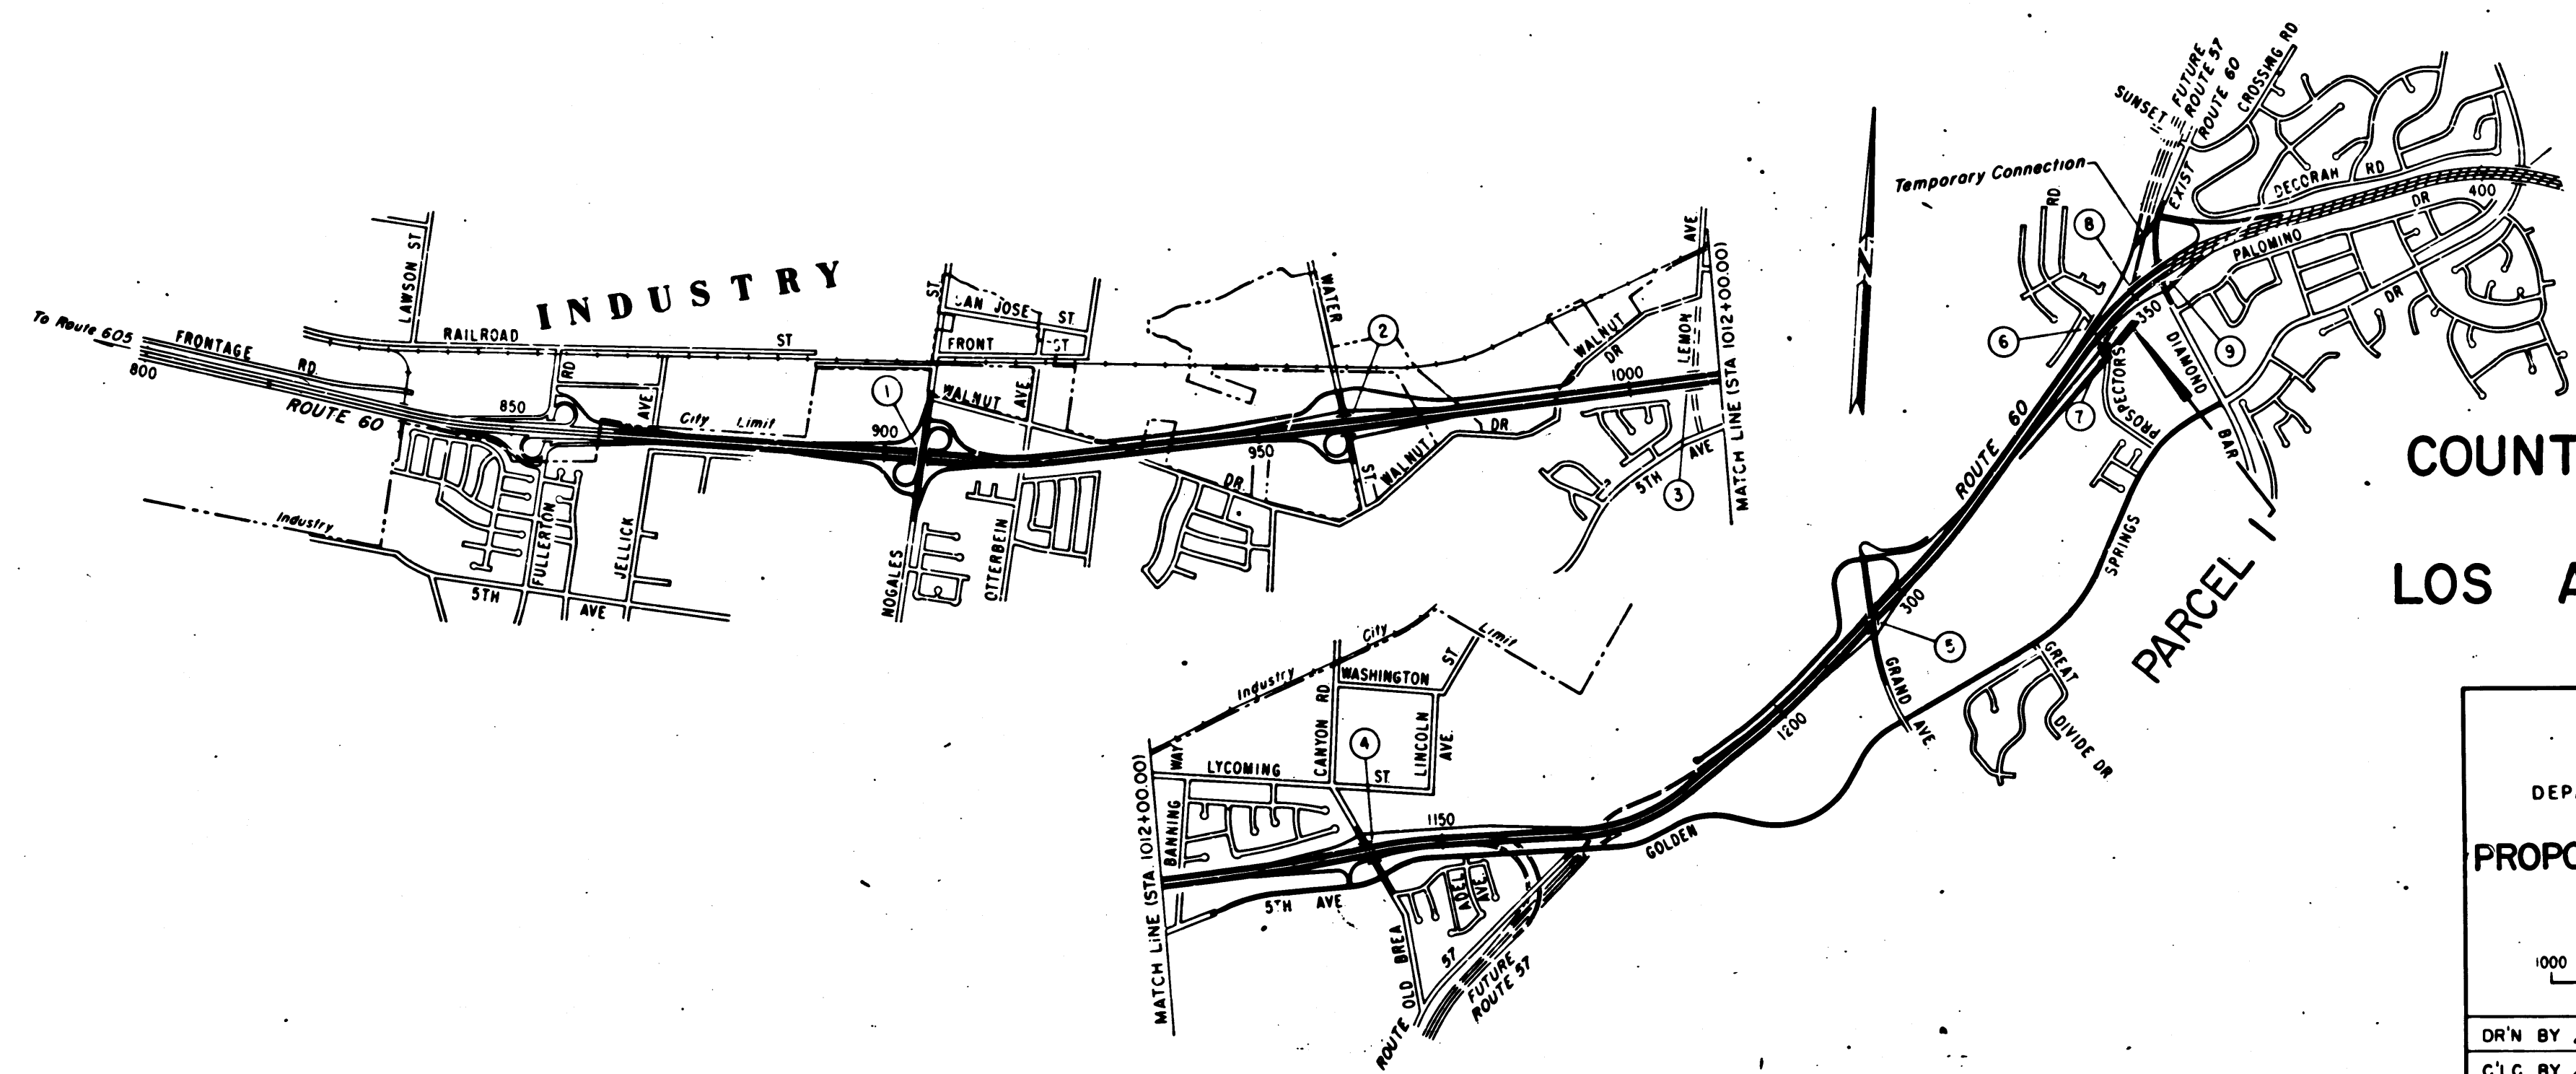 INDUSTRY
To Route 605
FRONTAGE RD.
800
ROUTE 60
LAWSON ST
RAILROAD ST
850
RD
AVE
City Limit
Industry
FULLERTON
JELLICK
5TH AVE
1
900
ST.
SAN JOSE ST.
FRONT ST
WALNUT
AVE
NOGALES
OTTERBEIN
DR.
950
WATER ST.
2
WALNUT DR
WALNUT DR
1000
LEMON AVE.
3
5TH AVE
MATCH LINE (STA 1012+00.00)
N
MATCH LINE (STA. 1012+00.00)
Industry City Limit
WASHINGTON ST
CANYON RD.
LINCOLN AVE.
WAY
LYCOMING ST.
BANNING
4
1150
5TH AVE
ADEL AVE.
OLD BREA
ROUTE 57
FUTURE
ROUTE 57
GOLDEN SPRINGS
1200
300
5
GRAND AVE.
GREAT DIVIDE DR.
ROUTE 60
PARCEL 1
SUNSET CROSSING RD
FUTURE
ROUTE 57
ROUTE 60
EXIST
Temporary Connection
RD.
8
6
7
9
350
PROSPECTORS
PROSP
DIAMOND BAR
DECORAH RD
PALOMINO DR
400
DR
COUNT
LOS A
DEP
PROPO
1000
DR'N BY
C'LC BY